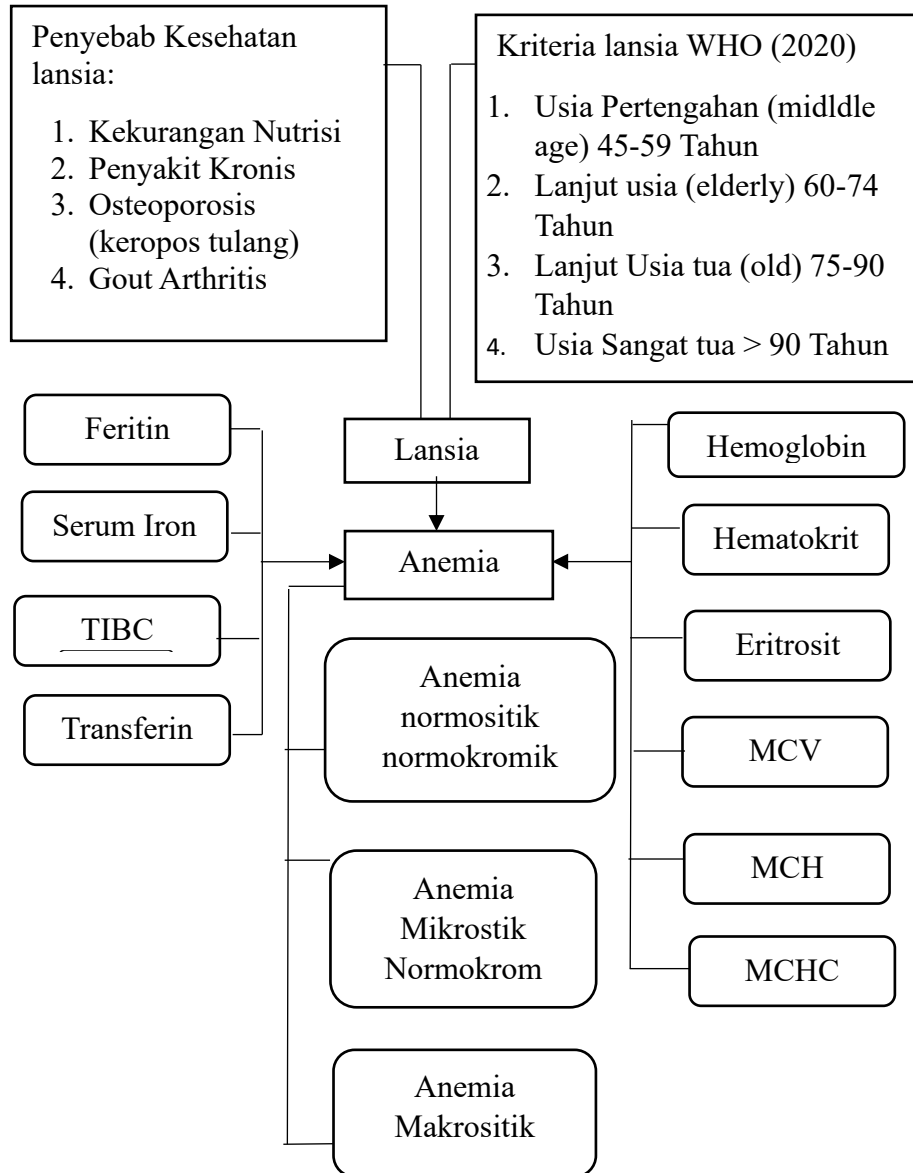 Penyebab Kesehatan
lansia:
1. Kekurangan Nutrisi
2. Penyakit Kronis
3. Osteoporosis
(keropos tulang)
4. Gout Arthritis
Kriteria lansia WHO (2020)
1. Usia Pertengahan (midldle
age) 45-59 Tahun
2. Lanjut usia (elderly) 60-74
Tahun
3. Lanjut Usia tua (old) 75-90
Tahun
4. Usia Sangat tua > 90 Tahun
Lansia
Anemia
Feritin
Serum Iron
TIBC
Transferin
Anemia
normositik
normokromik
Anemia
Mikrostik
Normokrom
Anemia
Makrositik
Hemoglobin
Hematokrit
Eritrosit
MCV
MCH
MCHC